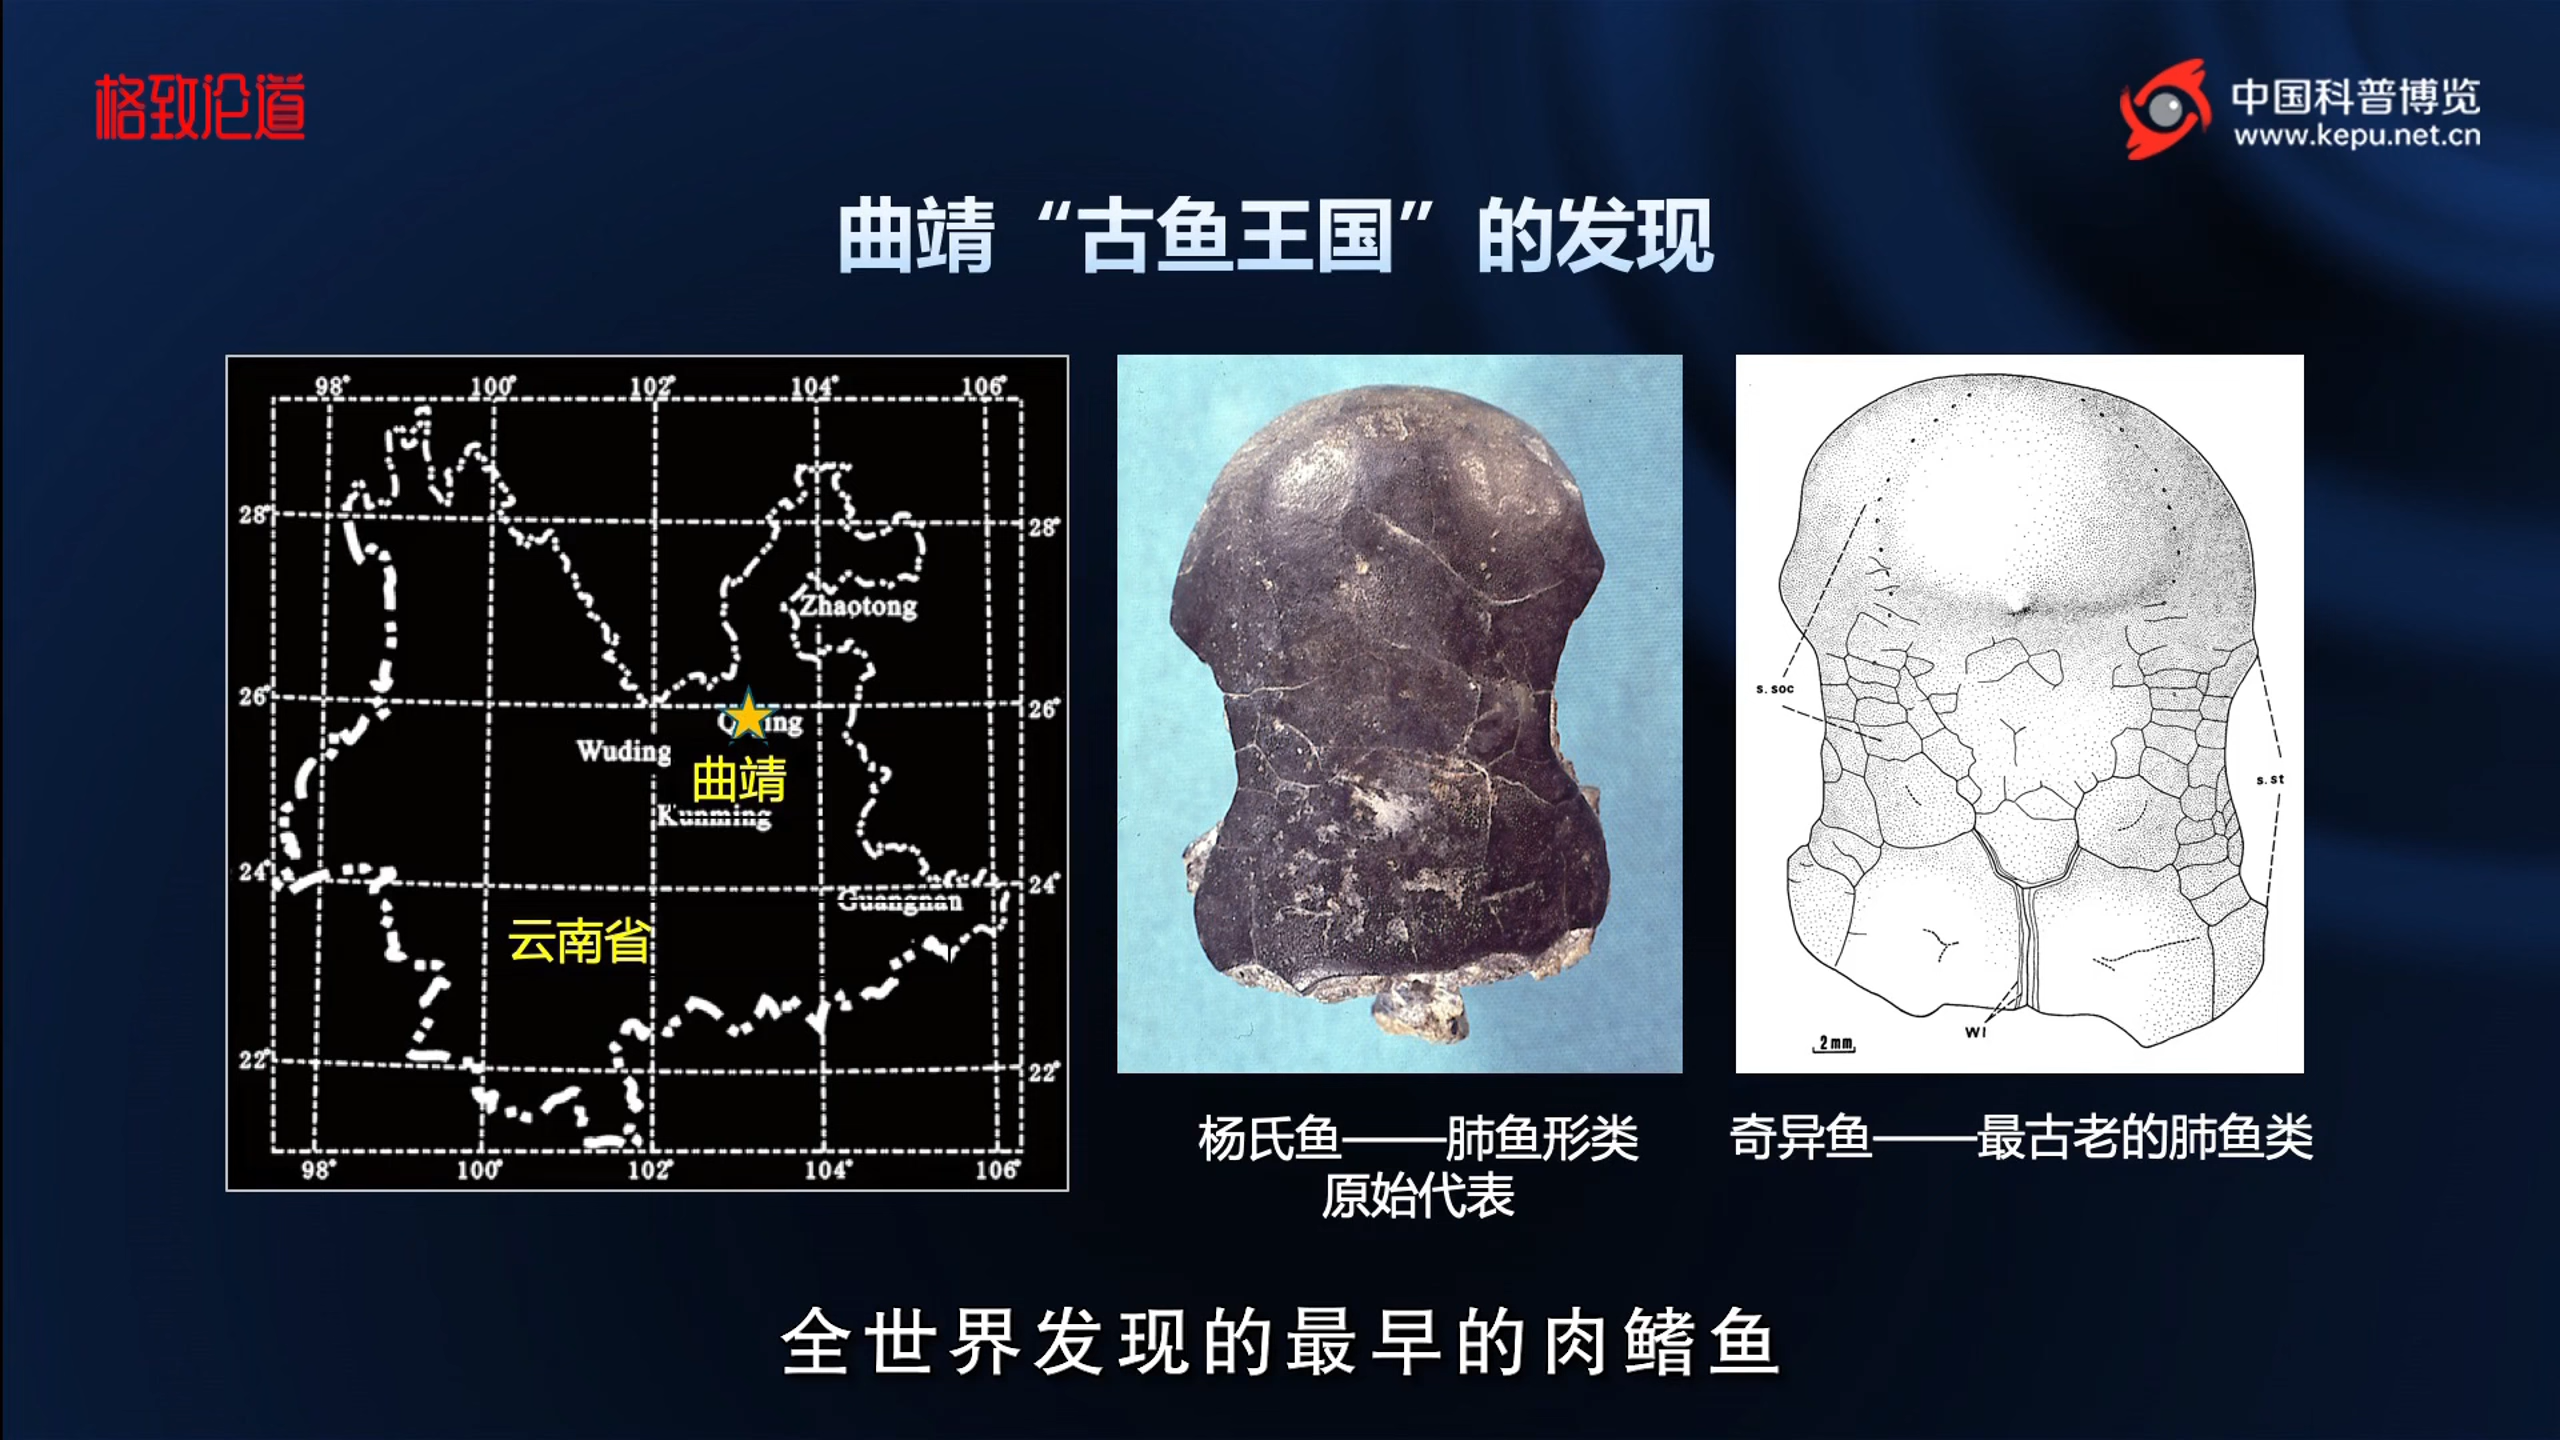 格致论道
中国科普博览
www.kepu.net.cn
曲靖“古鱼王国”的发现
98° 100° 102° 104° 106°
28° 28°
Zhaotong
26° 26°
Wuding
曲靖
Kunming
24° 24°
Guangnan
云南省
22° 22°
98° 100° 102° 104° 106°
s.soc
s.st
WI
2mm
杨氏鱼——肺鱼形类
原始代表
奇异鱼——最古老的肺鱼类
全世界发现的最早的肉鳍鱼